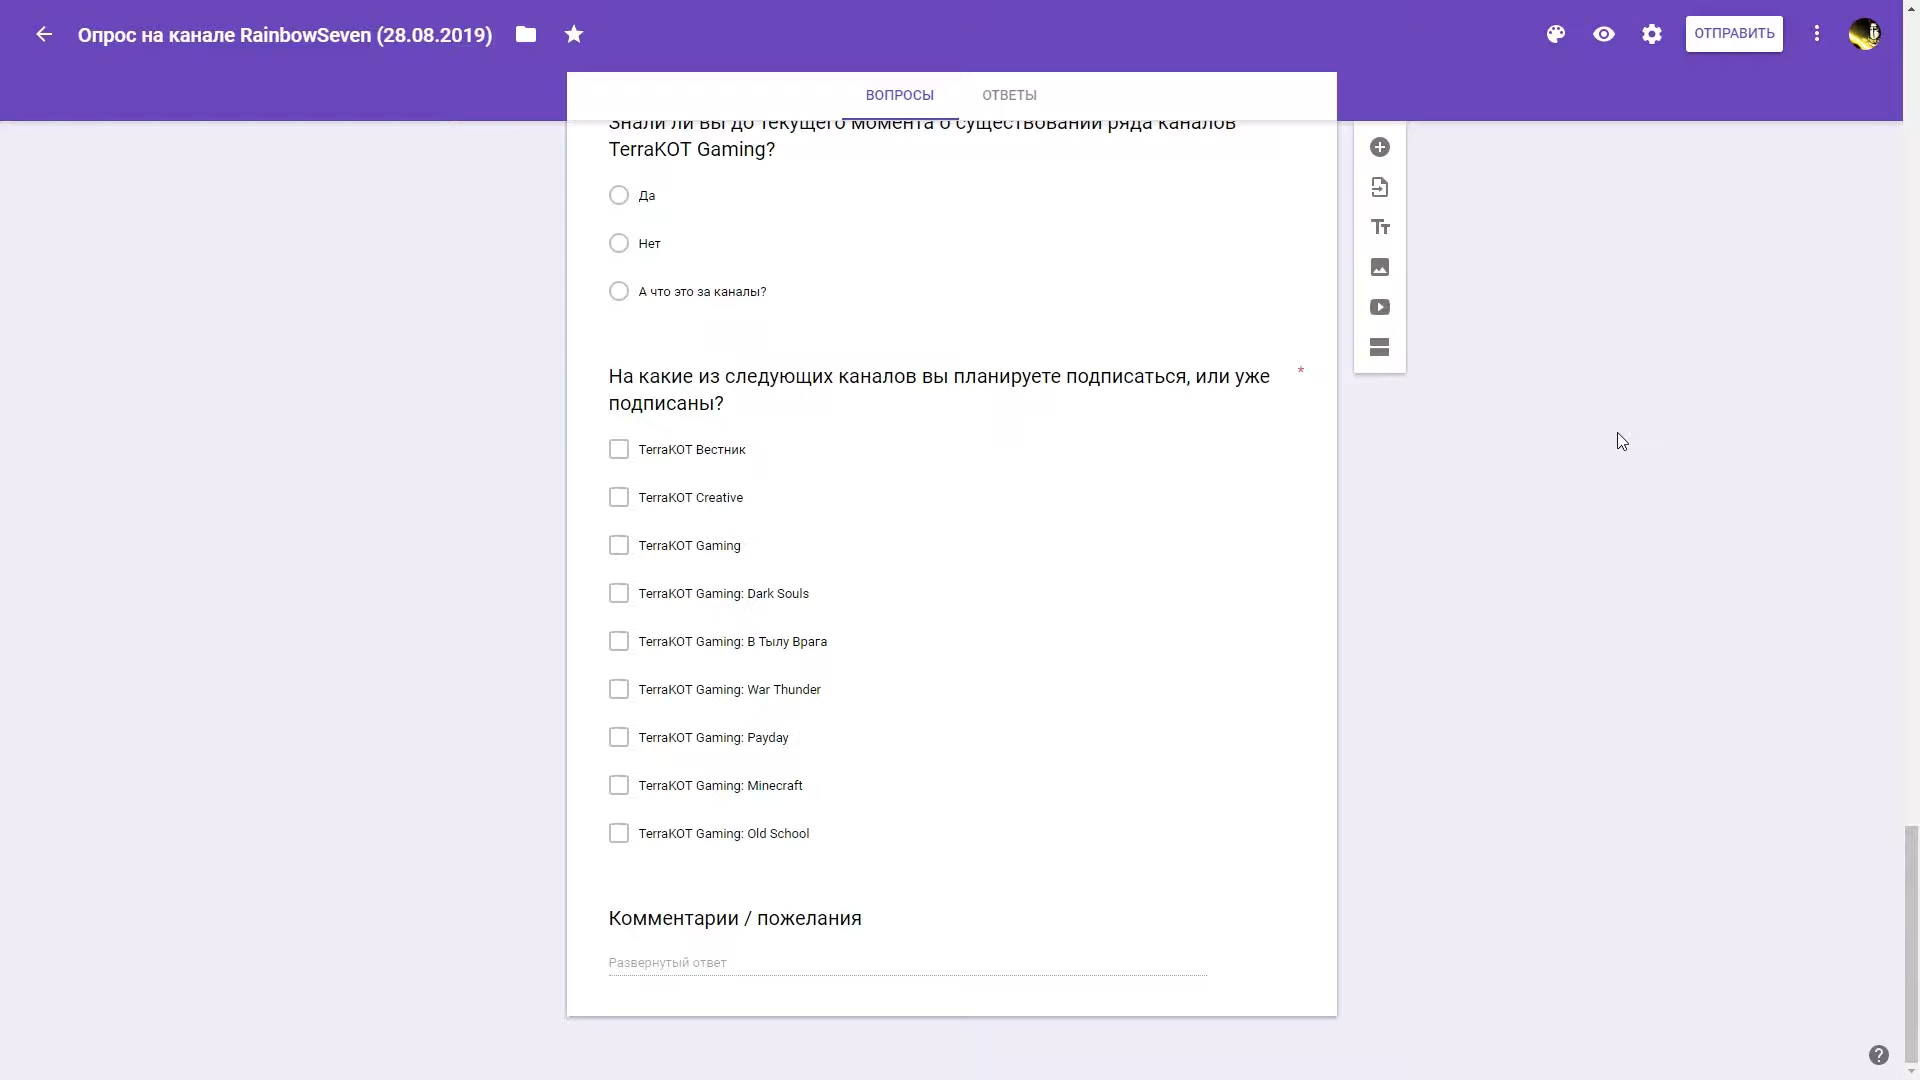 Опрос на канале RainbowSeven (28.08.2019)
ОТПРАВИТЬ
ВОПРОСЫ
ОТВЕТЫ
Знали ли вы до текущего момента о существовании ряда каналов
TerraKOT Gaming?
Да
Нет
А что это за каналы?
На какие из следующих каналов вы планируете подписаться, или уже *
подписаны?
TerraKOT Вестник
TerraKOT Creative
TerraKOT Gaming
TerraKOT Gaming: Dark Souls
TerraKOT Gaming: В Тылу Врага
TerraKOT Gaming: War Thunder
TerraKOT Gaming: Payday
TerraKOT Gaming: Minecraft
TerraKOT Gaming: Old School
Комментарии / пожелания
Развернутый ответ